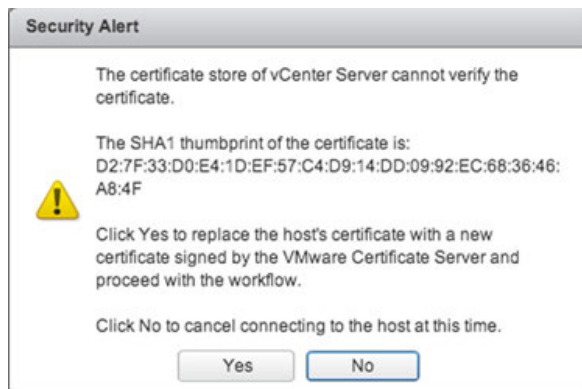 Security Alert
The certificate store of vCenter Server cannot verify the
certificate.
The SHA1 thumbprint of the certificate is:
D2:7F:33:D0:E4:1D:EF:57:C4:D9:14:DD:09:92:EC:68:36:46:
A8:4F
Click Yes to replace the host's certificate with a new
certificate signed by the VMware Certificate Server and
proceed with the workflow.
Click No to cancel connecting to the host at this time.
Yes No